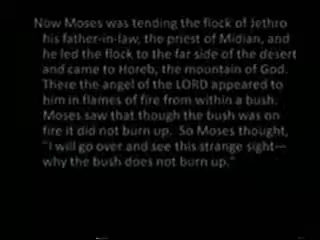 Now Moses was tending the flock of Jethro
his father-in-law, the priest of Midian, and
he led the flock to the far side of the desert
and came to Horeb, the mountain of God.
There the angel of the LORD appeared to
him in flames of fire from within a bush.
Moses saw that though the bush was on
fire it did not burn up.  So Moses thought,
"I will go over and see this strange sight—
why the bush does not burn up."